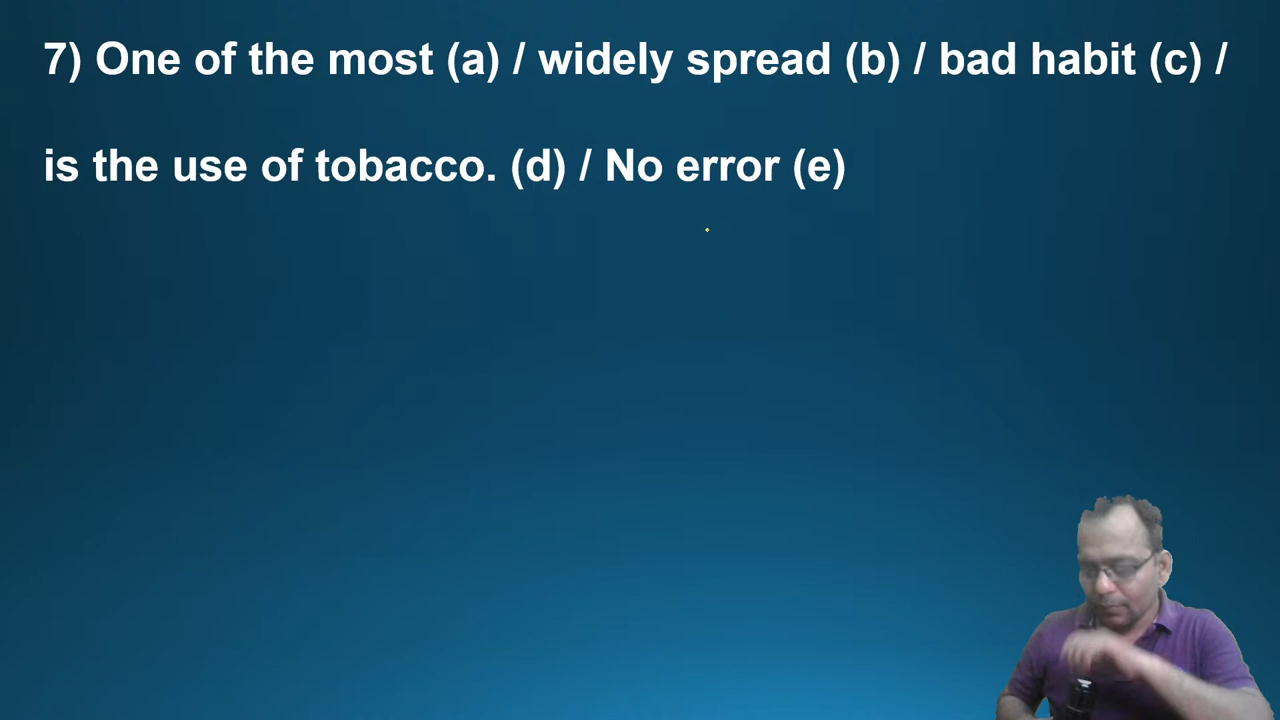 7) One of the most (a) / widely spread (b) / bad habit (c) /
is the use of tobacco. (d) / No error (e)